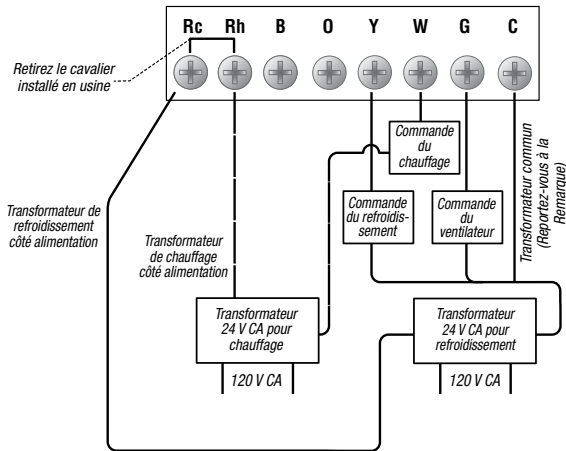 Rc Rh B O Y W G C
Retirez le cavalier
installé en usine
Commande
du
chauffage
Transformateur commun
(Reportez-vous à la
Remarque)
Commande
du refroidis-
sement
Commande
du
ventilateur
Transformateur de
refroidissement
côté alimentation
Transformateur
de chauffage
côté alimentation
Transformateur
24 V CA pour
chauffage
Transformateur
24 V CA pour
refroidissement
120 V CA
120 V CA